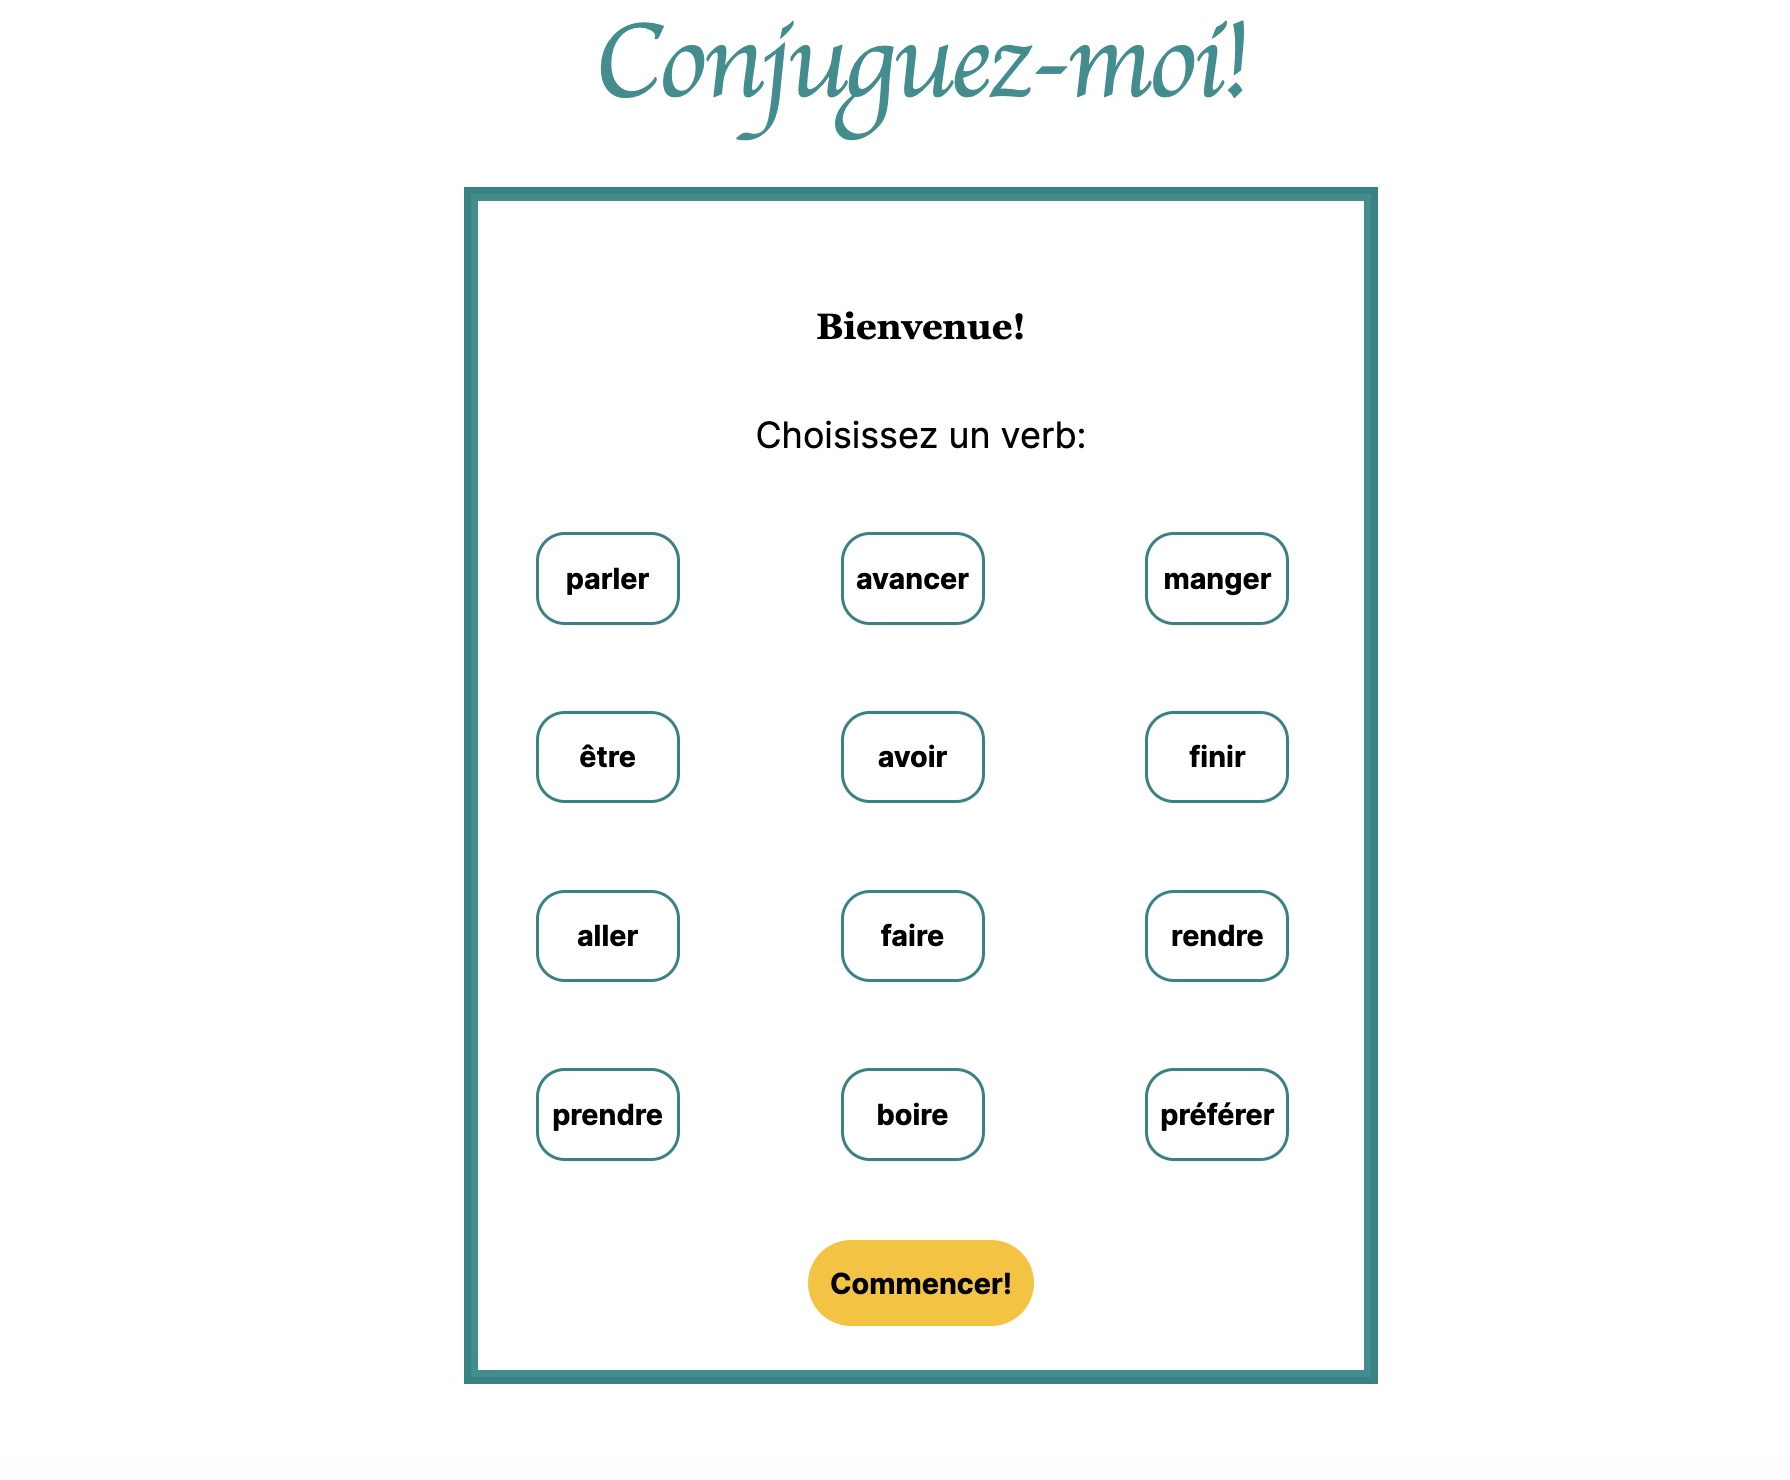 Conjuguez-moi!
Bienvenue!
Choisissez un verb:
parler avancer manger
être avoir finir
aller faire rendre
prendre boire préférer
Commencer!